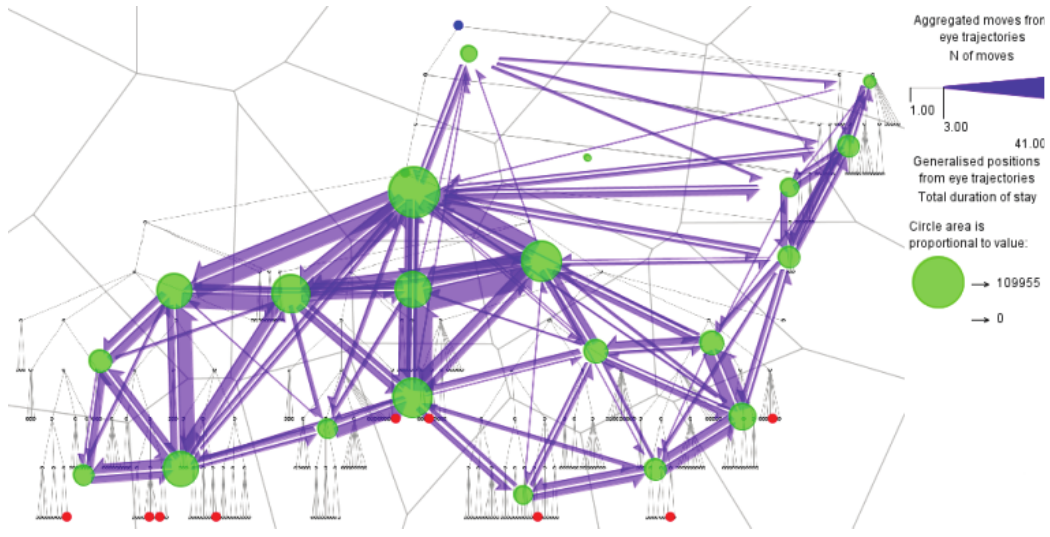 Aggregated moves from
eye trajectories
N of moves
1.00
3.00
41.00
Generalised positions
from eye trajectories
Total duration of stay
Circle area is
proportional to value:
→ 109955
→ 0